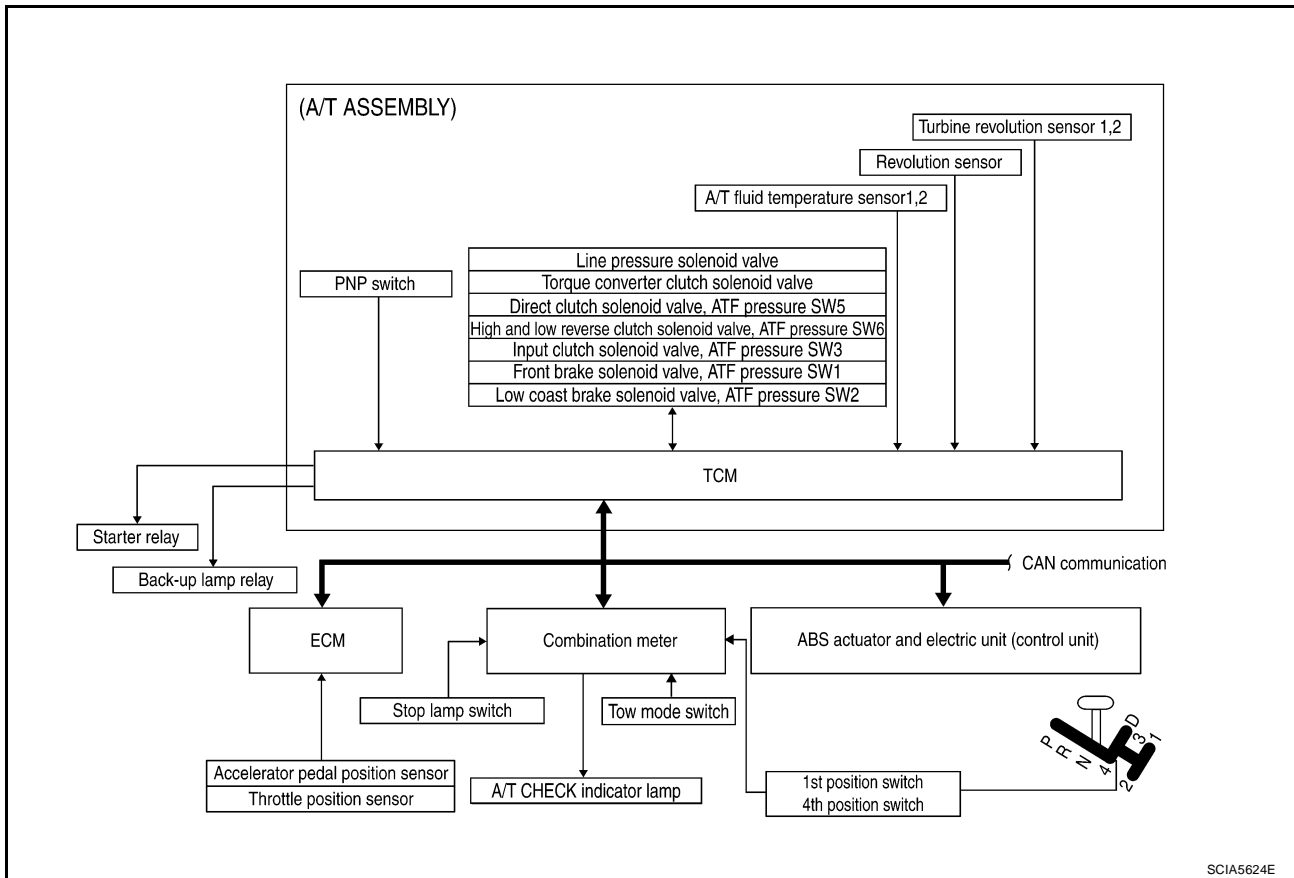 (A/T ASSEMBLY)
Turbine revolution sensor 1,2
Revolution sensor
A/T fluid temperature sensor1,2
Line pressure solenoid valve
Torque converter clutch solenoid valve
Direct clutch solenoid valve, ATF pressure SW5
High and low reverse clutch solenoid valve, ATF pressure SW6
Input clutch solenoid valve, ATF pressure SW3
Front brake solenoid valve, ATF pressure SW1
Low coast brake solenoid valve, ATF pressure SW2
PNP switch
TCM
Starter relay
Back-up lamp relay
CAN communication
ECM
Combination meter
ABS actuator and electric unit (control unit)
Stop lamp switch
Tow mode switch
Accelerator pedal position sensor
Throttle position sensor
A/T CHECK indicator lamp
1st position switch
4th position switch
P R N 4 D 3 1 2
SCIA5624E